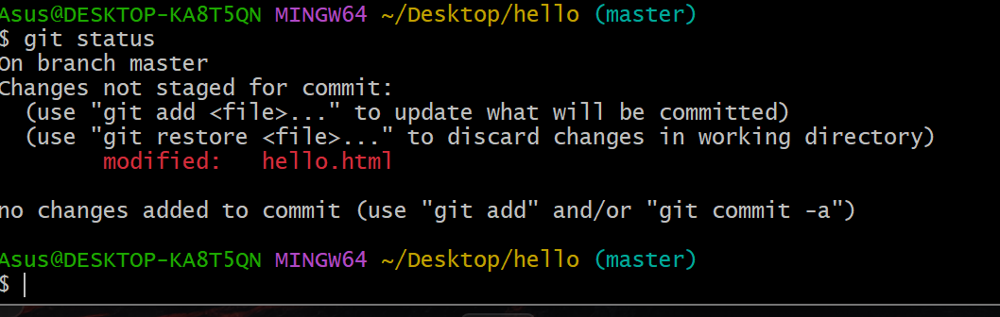 Asus@DESKTOP-KA8T5QN MINGW64 ~/Desktop/hello (master)
$ git status
On branch master
Changes not staged for commit:
  (use "git add <file>..." to update what will be committed)
  (use "git restore <file>..." to discard changes in working directory)
        modified:   hello.html

no changes added to commit (use "git add" and/or "git commit -a")

Asus@DESKTOP-KA8T5QN MINGW64 ~/Desktop/hello (master)
$